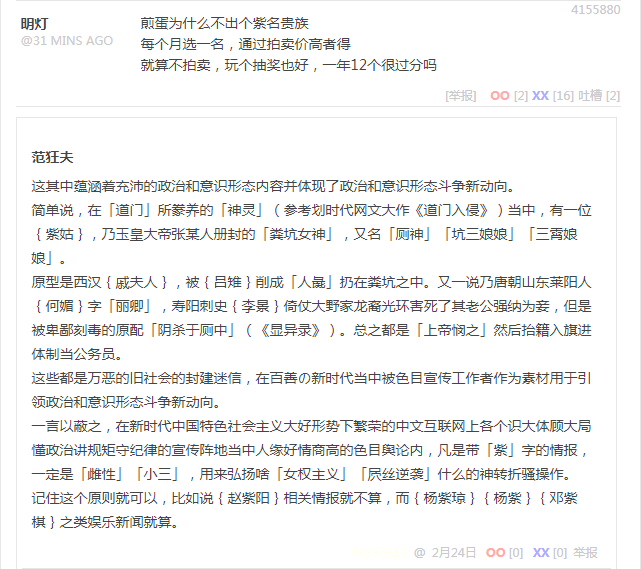 4155880
明灯
@31 MINS AGO
煎蛋为什么不出个紫名贵族
每个月选一名，通过拍卖价高者得
就算不拍卖，玩个抽奖也好，一年12个很过分吗
[举报] OO [2] XX [16] 吐槽 [2]
范狂夫
这其中蕴涵着充沛的政治和意识形态内容并体现了政治和意识形态斗争新动向。
简单说，在「道门」所豢养的「神灵」（参考划时代网文大作《道门入侵》）当中，有一位
｛紫姑｝，乃玉皇大帝张某人册封的「粪坑女神」，又名「厕神」「坑三娘娘」「三霄娘
娘」。
原型是西汉｛戚夫人｝，被｛吕雉｝削成「人彘」扔在粪坑之中。又一说乃唐朝山东莱阳人
｛何媚｝字「丽卿」，寿阳刺史｛李景｝倚仗大野家龙裔光环害死了其老公强纳为妾，但是
被卑鄙刻毒的原配「阴杀于厕中」（《显异录》）。总之都是「上帝悯之」然后抬籍入旗进
体制当公务员。
这些都是万恶的旧社会的封建迷信，在百善の新时代当中被色目宣传工作者作为素材用于引
领政治和意识形态斗争新动向。
一言以蔽之，在新时代中国特色社会主义大好形势下繁荣的中文互联网上各个识大体顾大局
懂政治讲规矩守纪律的宣传阵地当中人缘好情商高的色目舆论内，凡是带「紫」字的情报，
一定是「雌性」「小三」，用来弘扬啥「女权主义」「屄丝逆袭」什么的神转折骚操作。
记住这个原则就可以，比如说｛赵紫阳｝相关情报就不算，而｛杨紫琼｝｛杨紫｝｛邓紫
棋｝之类娱乐新闻就算。
@ 2月24日 OO [0] XX [0] 举报